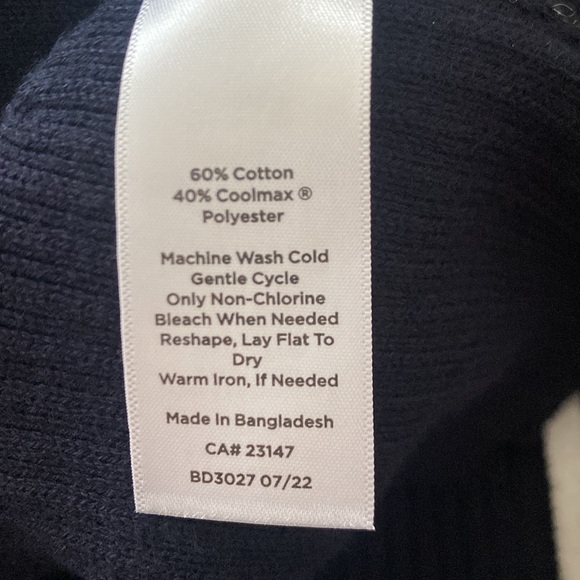 60% Cotton
40% Coolmax ®
Polyester
Machine Wash Cold
Gentle Cycle
Only Non-Chlorine
Bleach When Needed
Reshape, Lay Flat To
Dry
Warm Iron, If Needed
Made In Bangladesh
CA# 23147
BD3027 07/22